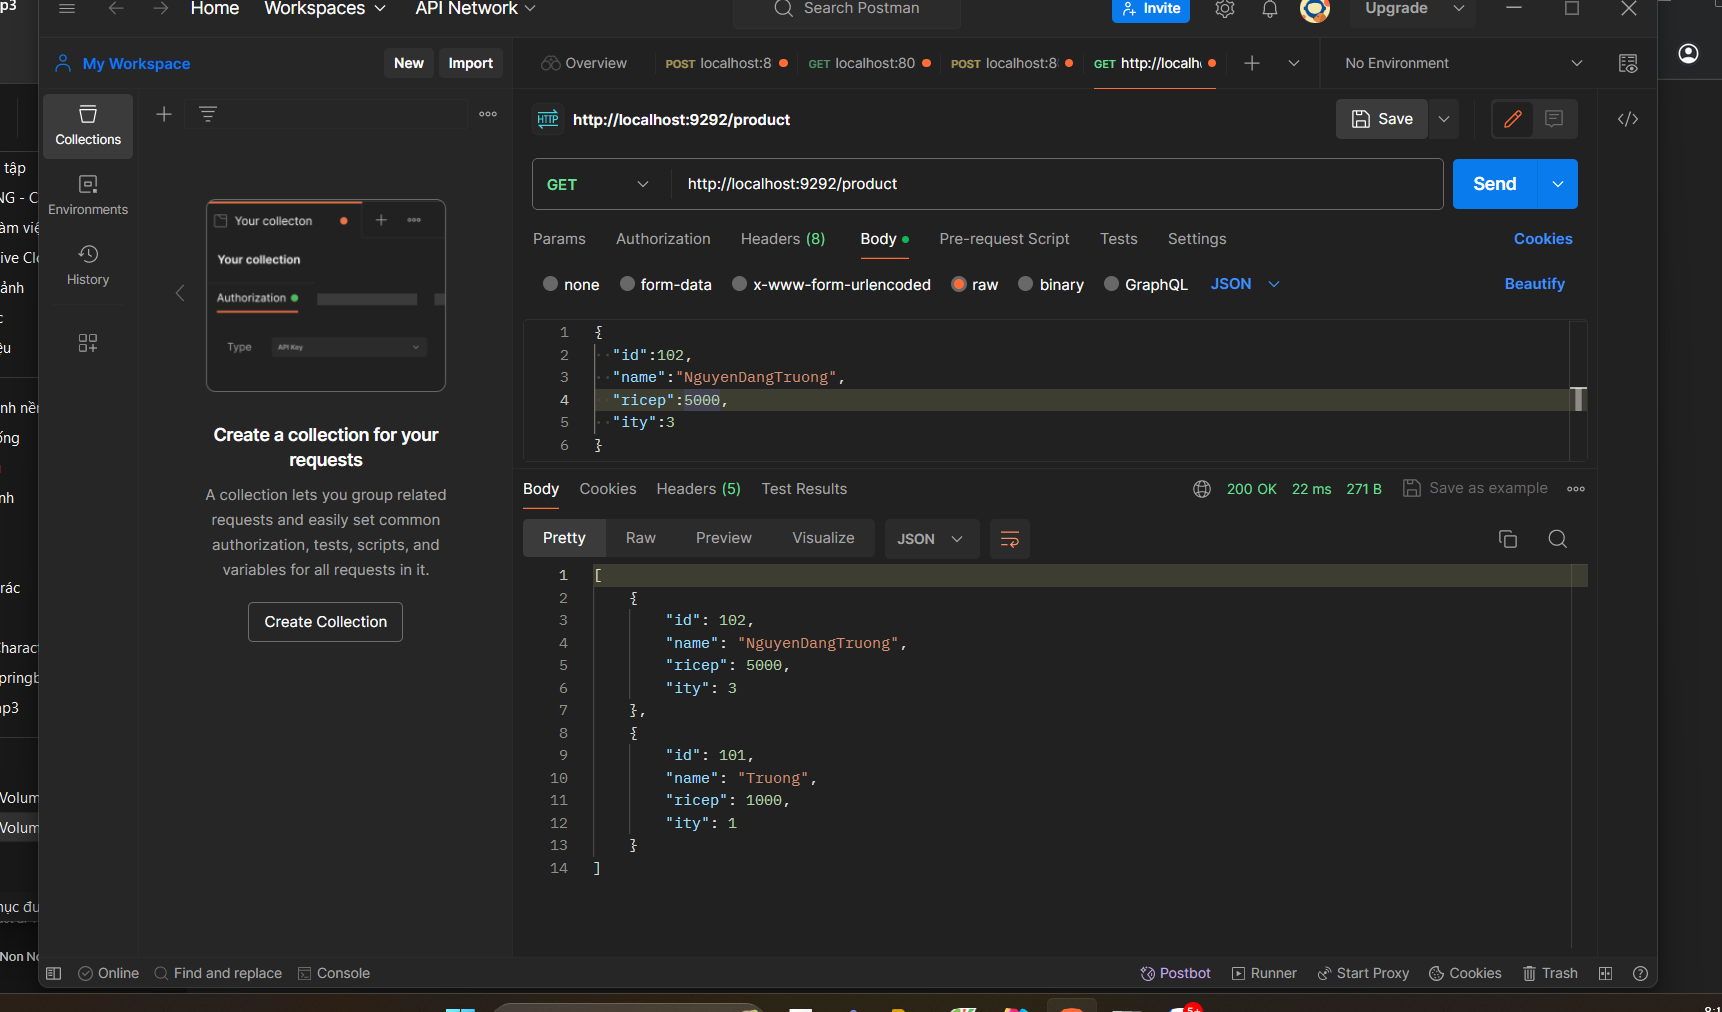 p3
Home
Workspaces
API Network
Search Postman
Invite
Upgrade
My Workspace
New
Import
Overview
POST localhost:8
GET localhost:80
POST localhost:8
GET http://localh
No Environment
Collections
Environments
History
http://localhost:9292/product
Save
GET
http://localhost:9292/product
Send
Params
Authorization
Headers (8)
Body
Pre-request Script
Tests
Settings
Cookies
none
form-data
x-www-form-urlencoded
raw
binary
GraphQL
JSON
Beautify
1 {
2 "id":102,
3 "name":"NguyenDangTruong",
4 "ricep":5000,
5 "ity":3
6 }
Your collecton
Your collection
Authorization
Type
API Key
Create a collection for your
requests
A collection lets you group related
requests and easily set common
authorization, tests, scripts, and
variables for all requests in it.
Create Collection
Body
Cookies
Headers (5)
Test Results
200 OK
22 ms
271 B
Save as example
Pretty
Raw
Preview
Visualize
JSON
1 [
2 {
3 "id": 102,
4 "name": "NguyenDangTruong",
5 "ricep": 5000,
6 "ity": 3
7 },
8 {
9 "id": 101,
10 "name": "Truong",
11 "ricep": 1000,
12 "ity": 1
13 }
14 ]
Online
Find and replace
Console
Postbot
Runner
Start Proxy
Cookies
Trash
tập
NG - C
àm việ
ive Clo
ảnh
c
ệu
nh nề
ống
nh
rác
Charact
pringb
ap3
Volum
Volum
mục đu
Non No
5+